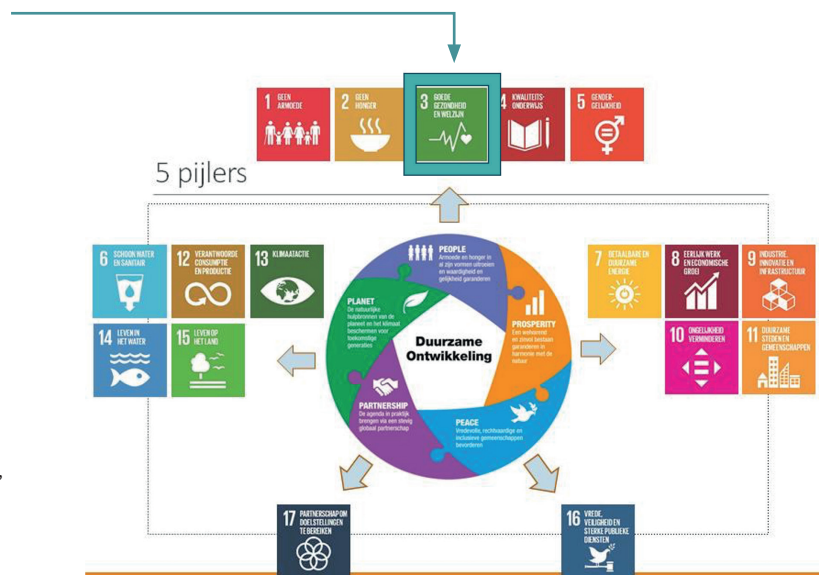 1 GEEN
ARMOEDE
2 GEEN
HONGER
3 GOEDE
GEZONDHEID
EN WELZIJN
4 KWALITEITS-
ONDERWIJS
5 GENDER-
GELIJKHEID
5 pijlers
6 SCHOON WATER
EN SANITAIR
12 VERANTWOORDE
CONSUMPTIE
EN PRODUCTIE
13 KLIMAATACTIE
14 LEVEN IN
HET WATER
15 LEVEN OP
HET LAND
PEOPLE
Armoede en honger in
al zijn vormen uitroeien
en waardigheid en
gelijkheid garanderen
PLANET
De natuurlijke
hulpbronnen van de
planeet en het klimaat
beschermen voor
toekomstige
generaties
PROSPERITY
Een welvarend
en zinvol bestaan
garanderen in
harmonie met de
natuur
Duurzame
Ontwikkeling
PARTNERSHIP
De agenda in praktijk
brengen via een stevig
globaal partnerschap
PEACE
Vredevolle, rechtvaardige en
inclusieve gemeenschappen
bevorderen
7 BETAALBARE EN
DUURZAME
ENERGIE
8 EERLIJK WERK
EN ECONOMISCHE
GROEI
9 INDUSTRIE,
INNOVATIE EN
INFRASTRUCTUUR
10 ONGELIJKHEID
VERMINDEREN
11 DUURZAME
STEDEN EN
GEMEENSCHAPPEN
,
17 PARTNERSCHAP OM
DOELSTELLINGEN
TE BEREIKEN
16 VREDE,
VEILIGHEID EN
STERKE PUBLIEKE
DIENSTEN